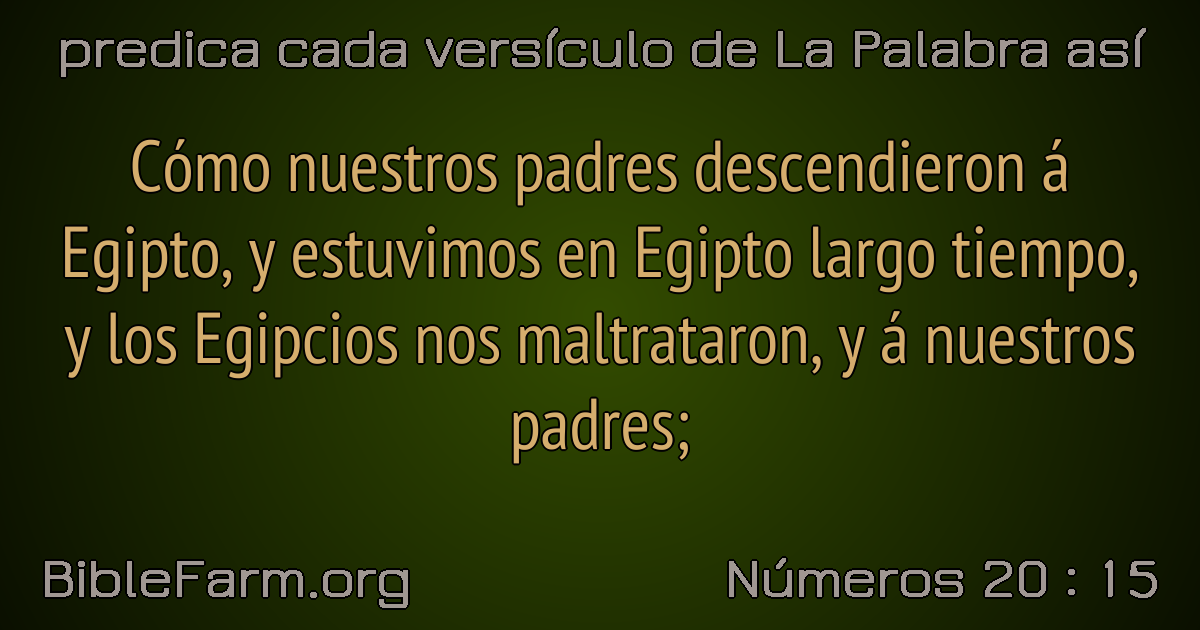 predica cada versículo de La Palabra así
Cómo nuestros padres descendieron á
Egipto, y estuvimos en Egipto largo tiempo,
y los Egipcios nos maltrataron, y á nuestros
padres;
BibleFarm.org
Números 20 : 15